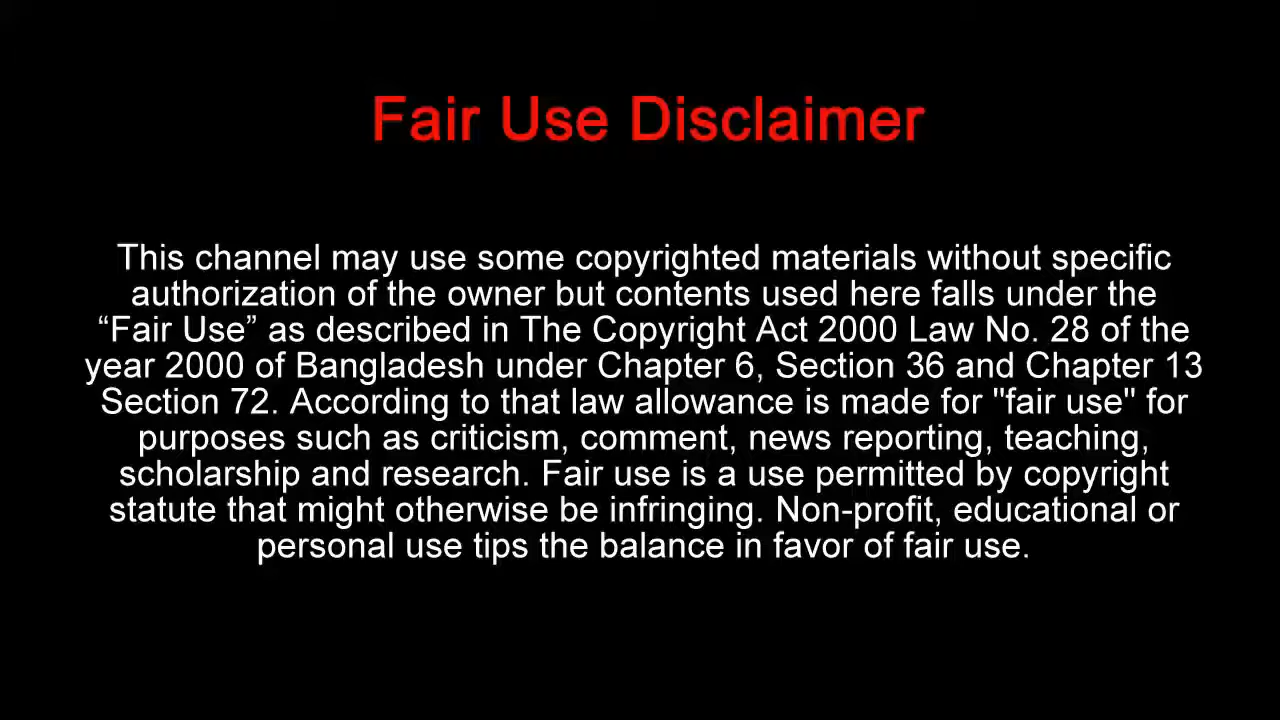 Fair Use Disclaimer
This channel may use some copyrighted materials without specific
authorization of the owner but contents used here falls under the
“Fair Use” as described in The Copyright Act 2000 Law No. 28 of the
year 2000 of Bangladesh under Chapter 6, Section 36 and Chapter 13
Section 72. According to that law allowance is made for "fair use" for
purposes such as criticism, comment, news reporting, teaching,
scholarship and research. Fair use is a use permitted by copyright
statute that might otherwise be infringing. Non-profit, educational or
personal use tips the balance in favor of fair use.